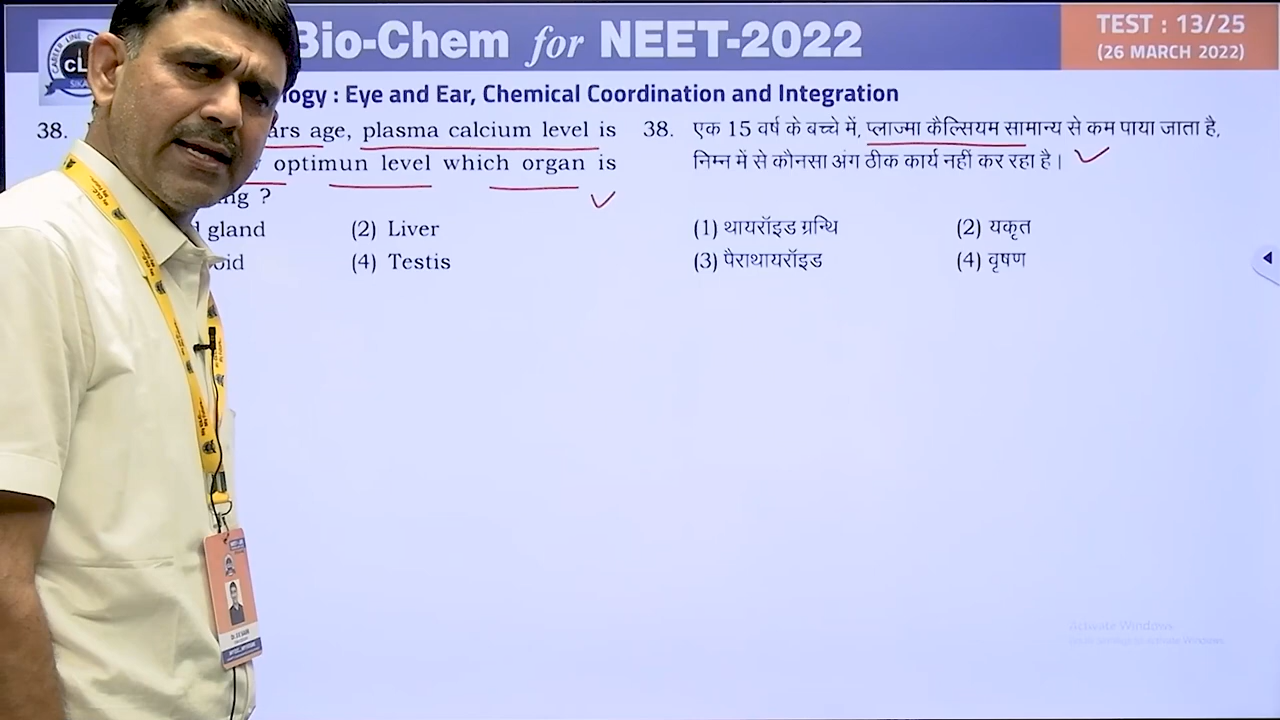 Bio-Chem for NEET-2022
TEST : 13/25
(26 MARCH 2022)
logy : Eye and Ear, Chemical Coordination and Integration
38. ars age, plasma calcium level is
optimun level which organ is
ng ?
gland (2) Liver
oid (4) Testis
38. एक 15 वर्ष के बच्चे में, प्लाज्मा कैल्सियम सामान्य से कम पाया जाता है,
निम्न में से कौनसा अंग ठीक कार्य नहीं कर रहा है।
(1) थायरॉइड ग्रन्थि (2) यकृत
(3) पैराथायरॉइड (4) वृषण
Activate Windows